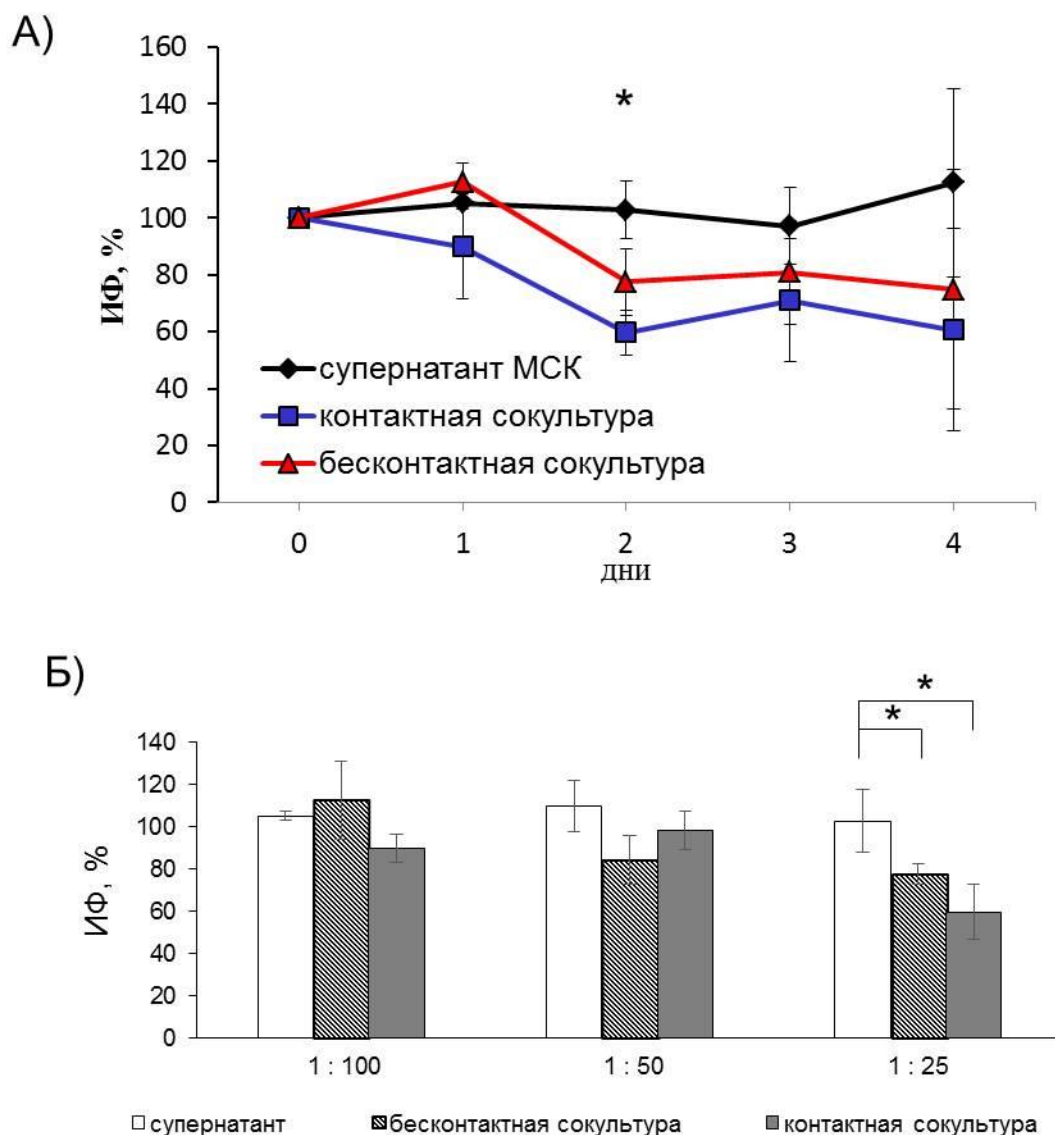 А)
160
140
120
100
80
60
40
20
0
ИФ, %
*
супернатант МСК
контактная сокультура
бесконтактная сокультура
0 1 2 3 4
дни
Б)
* *
140
120
100
80
60
40
20
0
ИФ, %
1 : 100 1 : 50 1 : 25
супернатант бесконтактная сокультура контактная сокультура